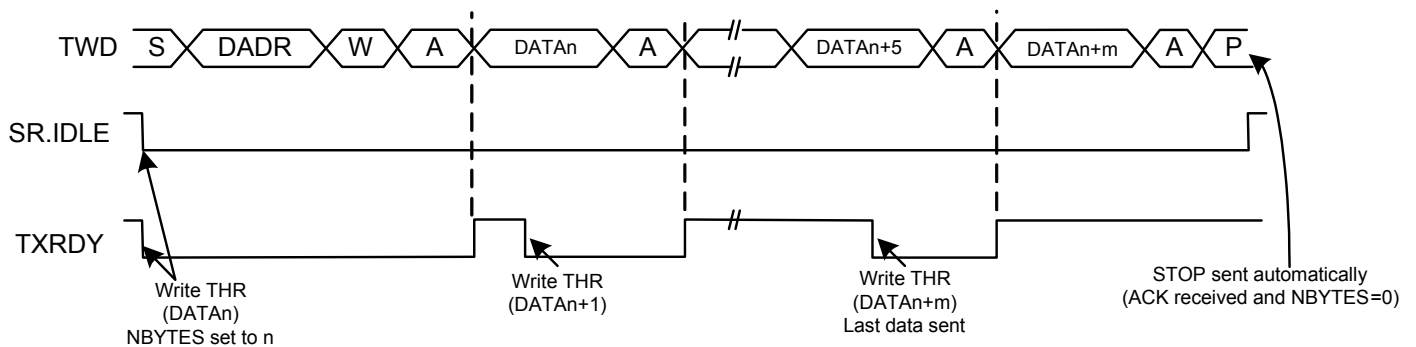 TWD S DADR W A DATAn A DATAn+5 A DATAn+m A P
SR.IDLE
TXRDY
Write THR
(DATAn)
NBYTES set to n
Write THR
(DATAn+1)
Write THR
(DATAn+m)
Last data sent
STOP sent automatically
(ACK received and NBYTES=0)